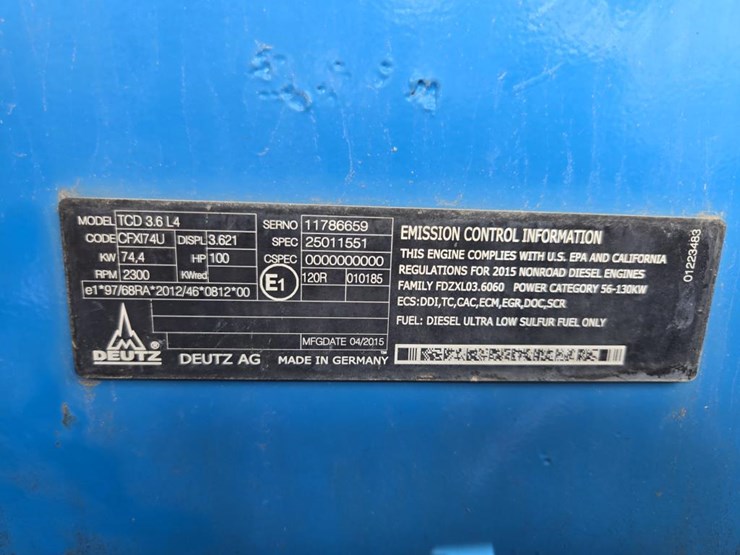 MODEL TCD 3.6 L4
CODE CFXI74U DISPL 3.621
KW 74,4 HP 100
RPM 2300 KWred
e1*97/68RA*2012/46*0812*00
SERNO 11786659
SPEC 25011551
CSPEC 0000000000
E1 120R 010185
MFGDATE 04/2015
DEUTZ ® DEUTZ AG MADE IN GERMANY
EMISSION CONTROL INFORMATION
THIS ENGINE COMPLIES WITH U.S. EPA AND CALIFORNIA
REGULATIONS FOR 2015 NONROAD DIESEL ENGINES
FAMILY FDZXL03.6060 POWER CATEGORY 56-130KW
ECS:DDI,TC,CAC,ECM,EGR,DOC,SCR
FUEL: DIESEL ULTRA LOW SULFUR FUEL ONLY
01223483